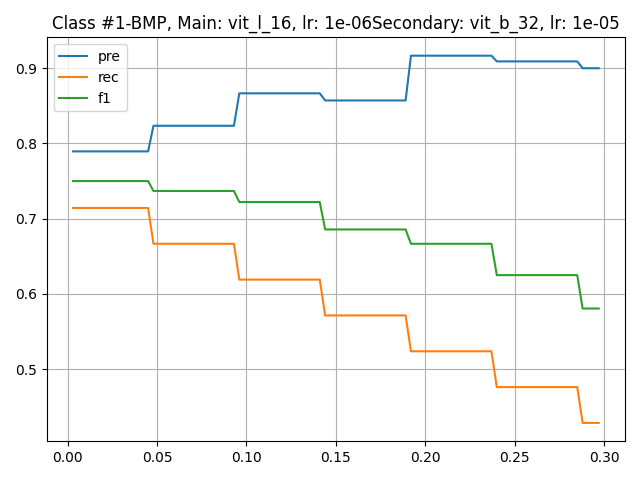 Class #1-BMP, Main: vit_l_16, lr: 1e-06Secondary: vit_b_32, lr: 1e-05
pre
rec
f1
0.9
0.8
0.7
0.6
0.5
0.00 0.05 0.10 0.15 0.20 0.25 0.30